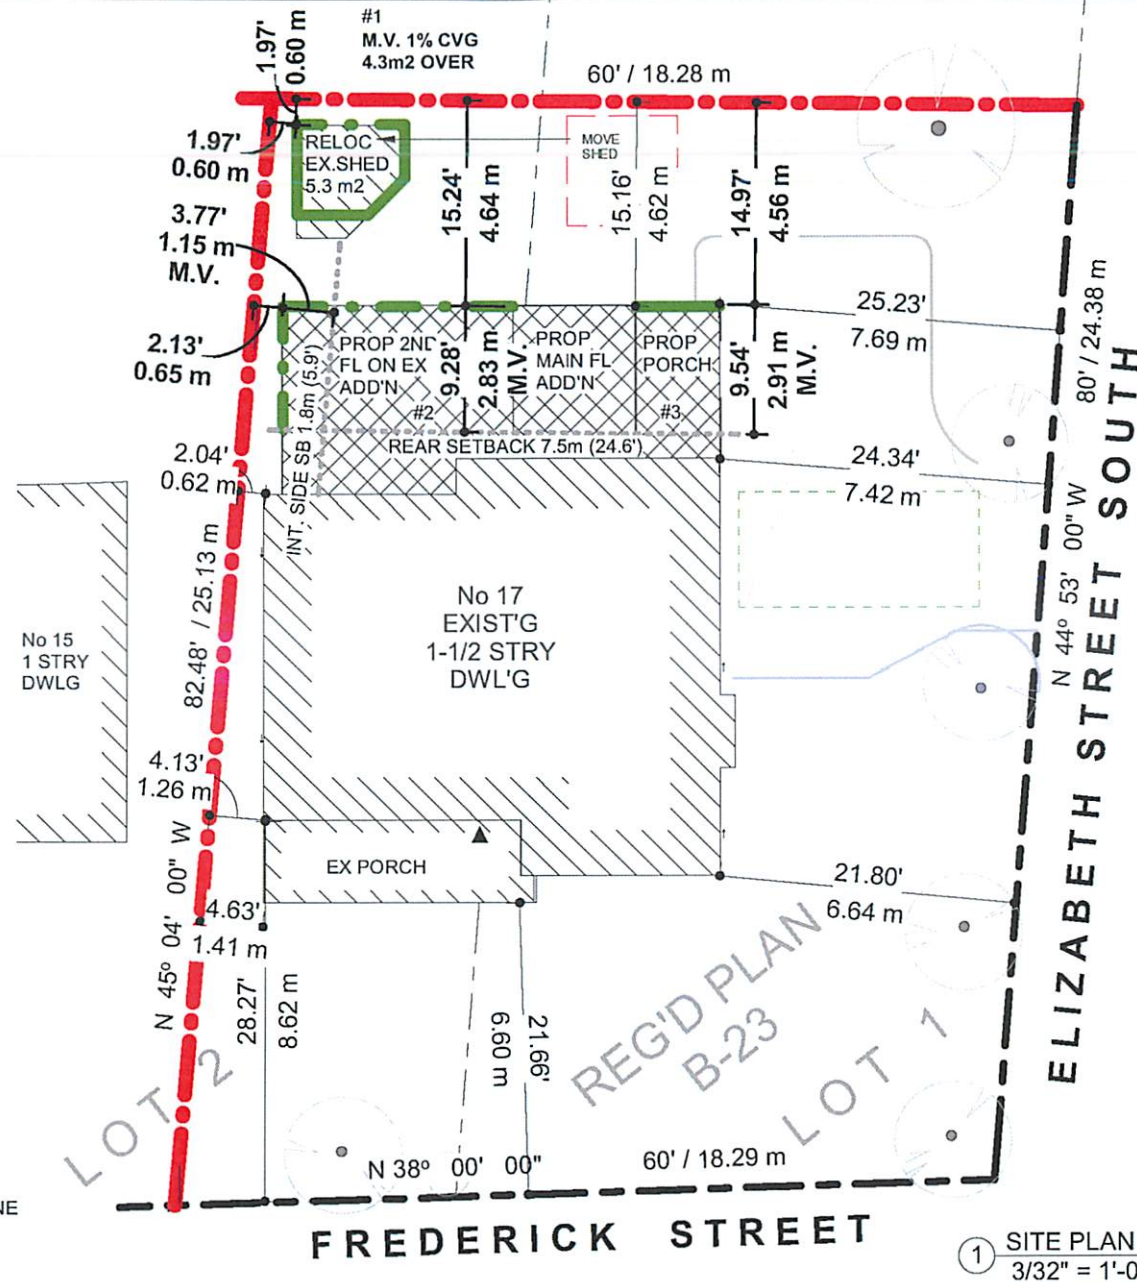 #1
M.V. 1% CVG
4.3m2 OVER
1.97'
0.60 m
60' / 18.28 m
1.97'
0.60 m
RELOC
EX.SHED
5.3 m2
MOVE
SHED
15.24'
4.64 m
15.16'
4.62 m
14.97'
4.56 m
3.77'
1.15 m
M.V.
2.13'
0.65 m
PROP 2ND
FL ON EX
ADD'N
#2
9.28'
2.83 m
M.V.
PROP
MAIN FL
ADD'N
PROP
PORCH
#3
9.54'
2.91 m
M.V.
25.23'
7.69 m
80' / 24.38 m
INT. SIDE SB 1.8m (5.9')
REAR SETBACK 7.5m (24.6')
2.04'
0.62 m
24.34'
7.42 m
N 44º 53' 00" W
ELIZABETH STREET SOUTH
82.48' / 25.13 m
No 15
1 STRY
DWLG
No 17
EXIST'G
1-1/2 STRY
DWL'G
4.13'
1.26 m
EX PORCH
21.80'
6.64 m
N 45º 04' 00" W
4.63'
1.41 m
28.27'
8.62 m
21.66'
6.60 m
REG'D PLAN
B-23
LOT 1
LOT 2
N 38º 00' 00"
60' / 18.29 m
NE
FREDERICK STREET
1
SITE PLAN
3/32" = 1'-0